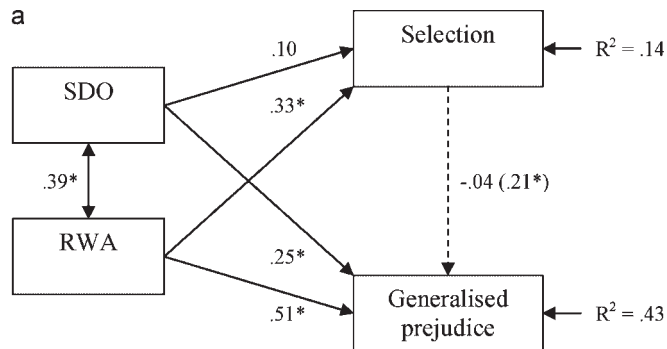 a
Selection
R² = .14
.10
SDO
.33*
.39*
-.04 (.21*)
RWA
.25*
.51*
Generalised
prejudice
R² = .43